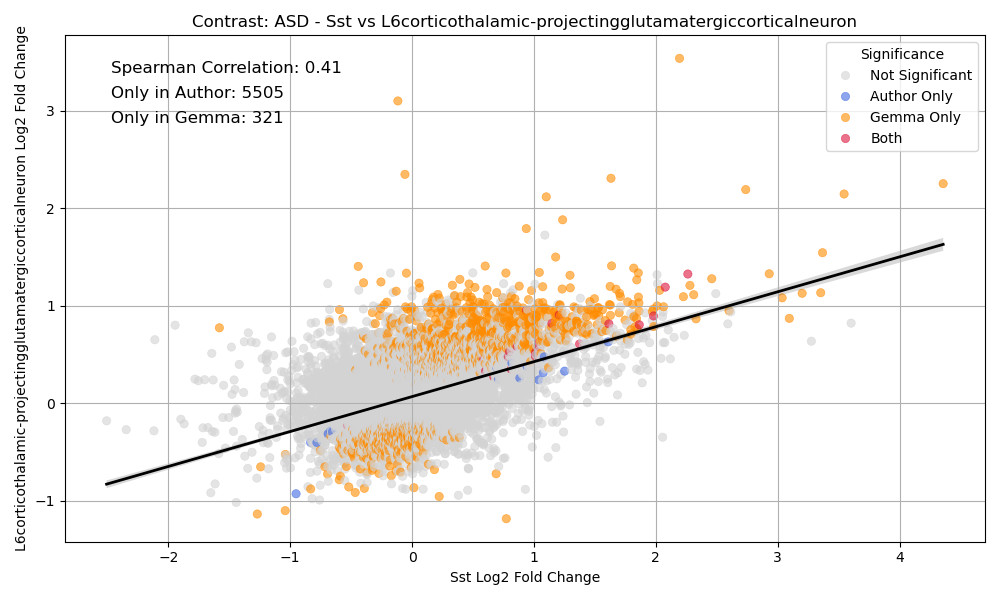 Contrast: ASD - Sst vs L6corticothalamic-projectingglutamatergiccorticalneuron
Spearman Correlation: 0.41
Only in Author: 5505
Only in Gemma: 321
Significance
Not Significant
Author Only
Gemma Only
Both
L6corticothalamic-projectingglutamatergiccorticalneuron Log2 Fold Change
3
2
1
0
−1
−2
−1
0
1
2
3
4
Sst Log2 Fold Change